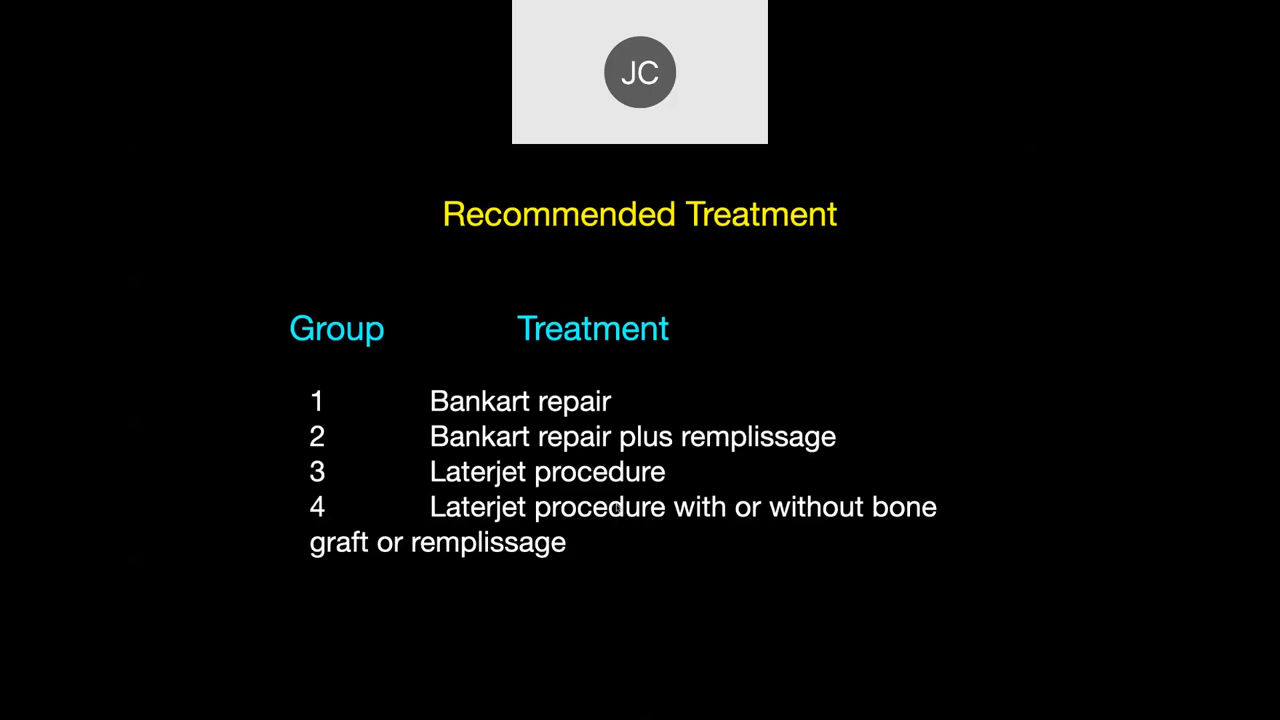 JC
Recommended Treatment
Group Treatment
1 Bankart repair
2 Bankart repair plus remplissage
3 Laterjet procedure
4 Laterjet procedure with or without bone
graft or remplissage